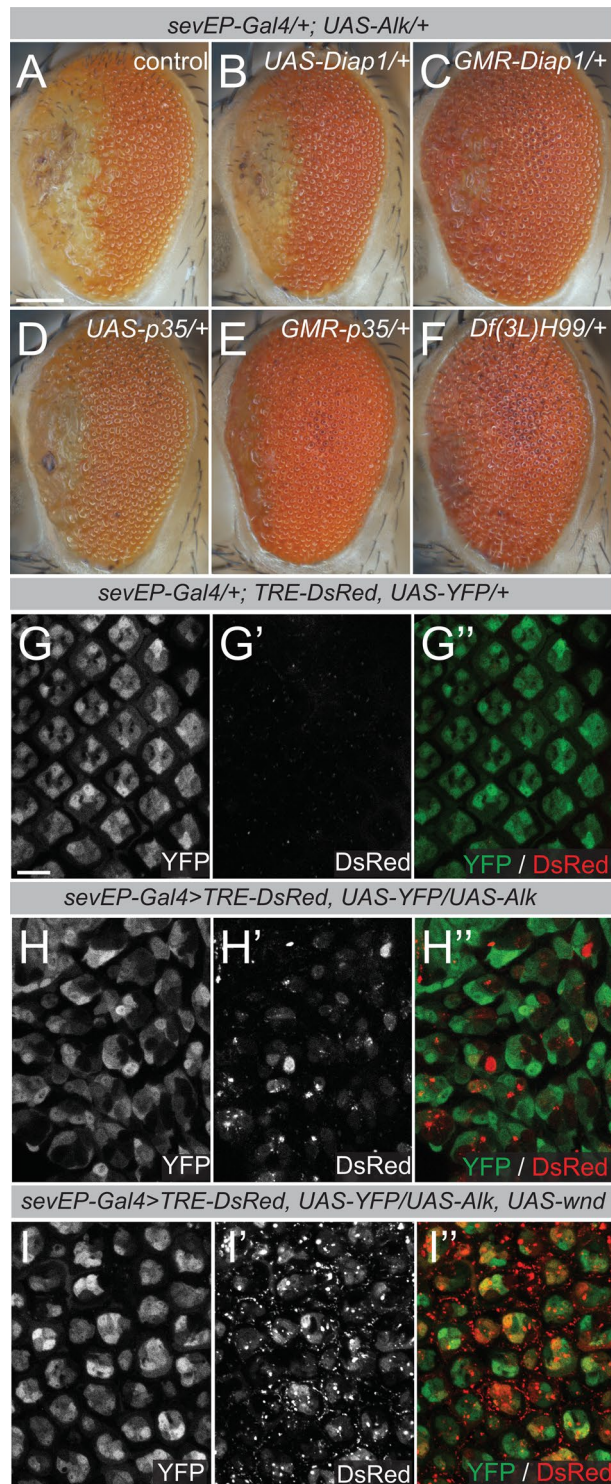 sevEP-Gal4/+; UAS-Alk/+
A control B UAS-Diap1/+ C GMR-Diap1/+
D UAS-p35/+ E GMR-p35/+ F Df(3L)H99/+
sevEP-Gal4/+; TRE-DsRed, UAS-YFP/+
G G' G''
YFP DsRed YFP / DsRed
sevEP-Gal4>TRE-DsRed, UAS-YFP/UAS-Alk
H H' H''
YFP DsRed YFP / DsRed
sevEP-Gal4>TRE-DsRed, UAS-YFP/UAS-Alk, UAS-wnd
I I' I''
YFP DsRed YFP / DsRed